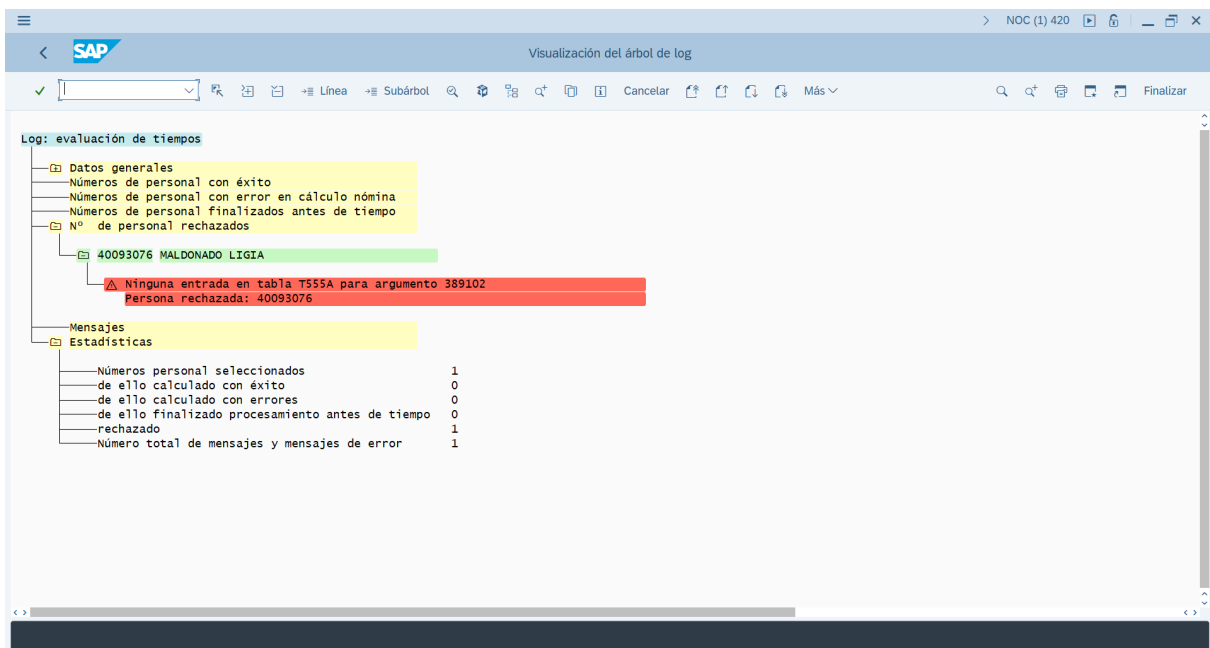 NOC (1) 420
SAP
Visualización del árbol de log
Línea Subárbol Cancelar Más Finalizar
Log: evaluación de tiempos
Datos generales
Números de personal con éxito
Números de personal con error en cálculo nómina
Números de personal finalizados antes de tiempo
Nº de personal rechazados
40093076 MALDONADO LIGIA
Ninguna entrada en tabla T555A para argumento 389102
Persona rechazada: 40093076
Mensajes
Estadísticas
Números personal seleccionados 1
de ello calculado con éxito 0
de ello calculado con errores 0
de ello finalizado procesamiento antes de tiempo 0
rechazado 1
Número total de mensajes y mensajes de error 1